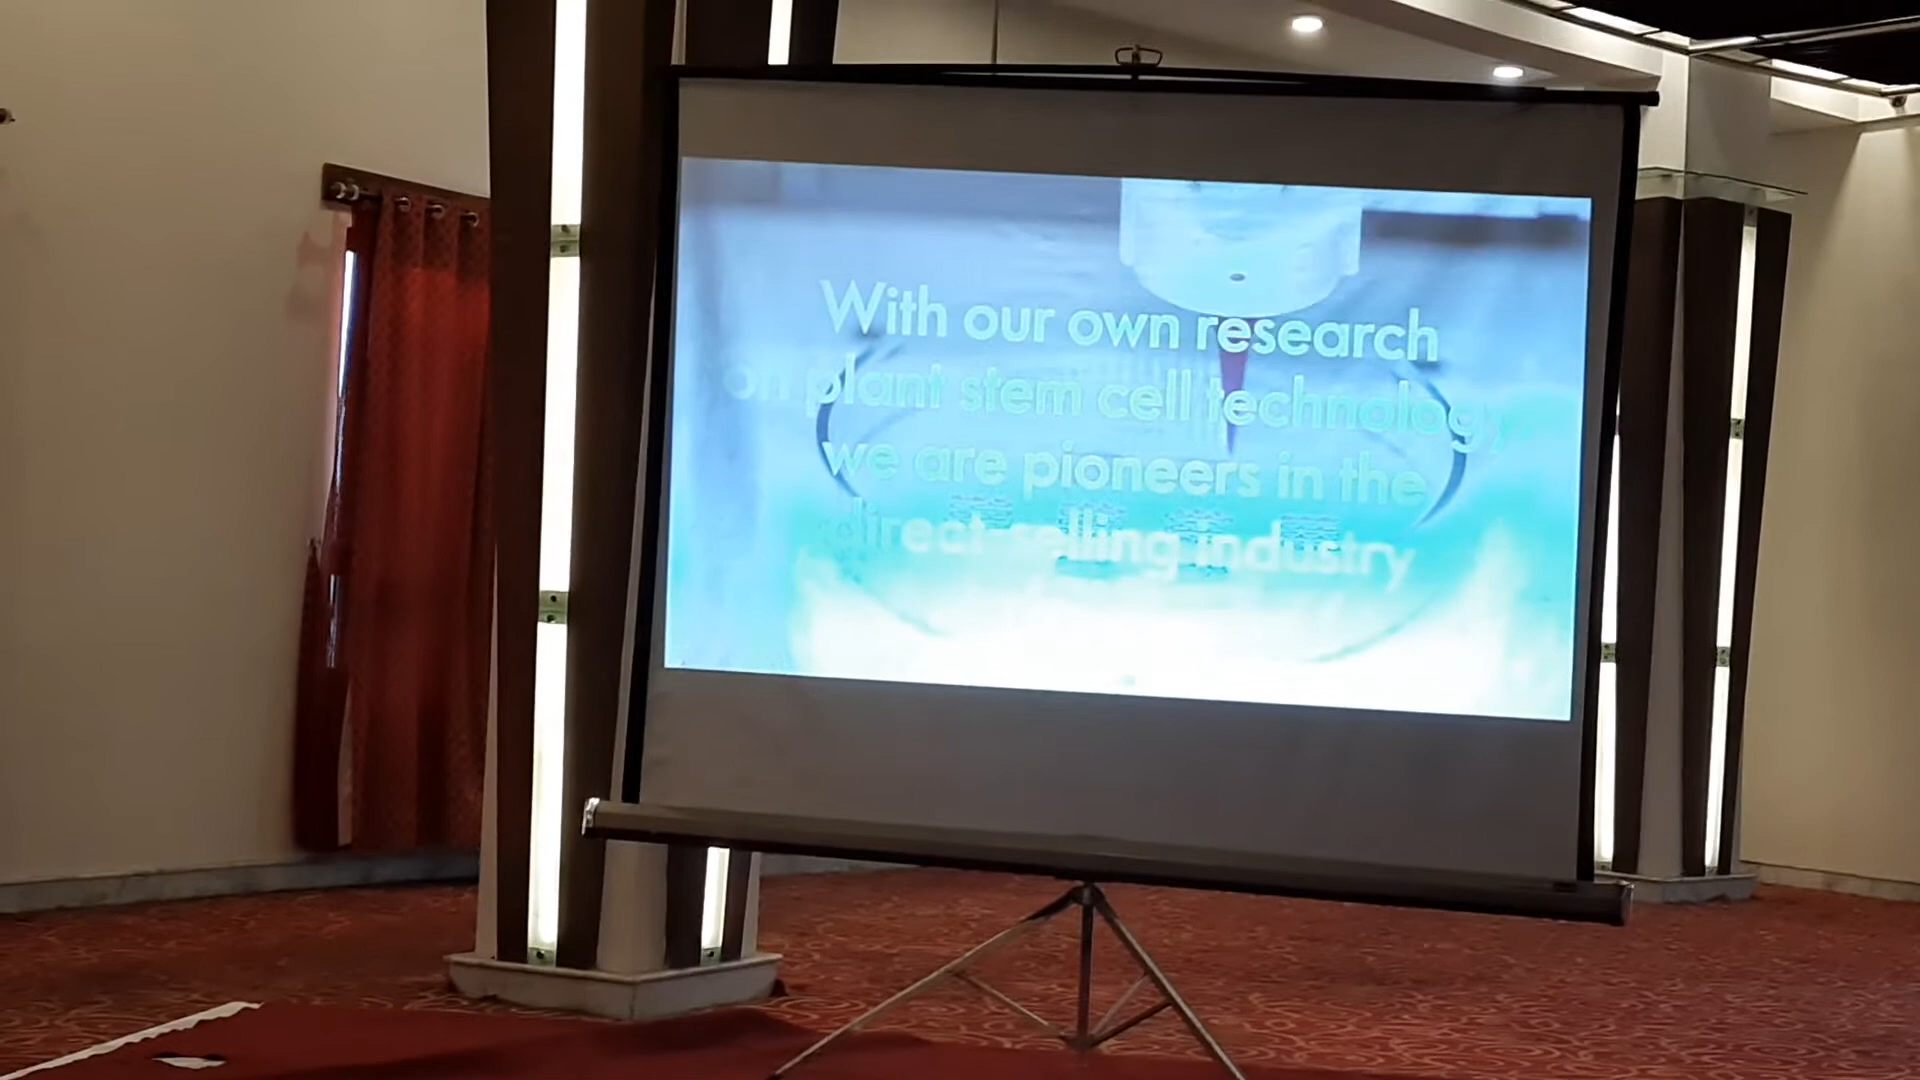 With our own research
on plant stem cell technology,
we are pioneers in the
direct-selling industry